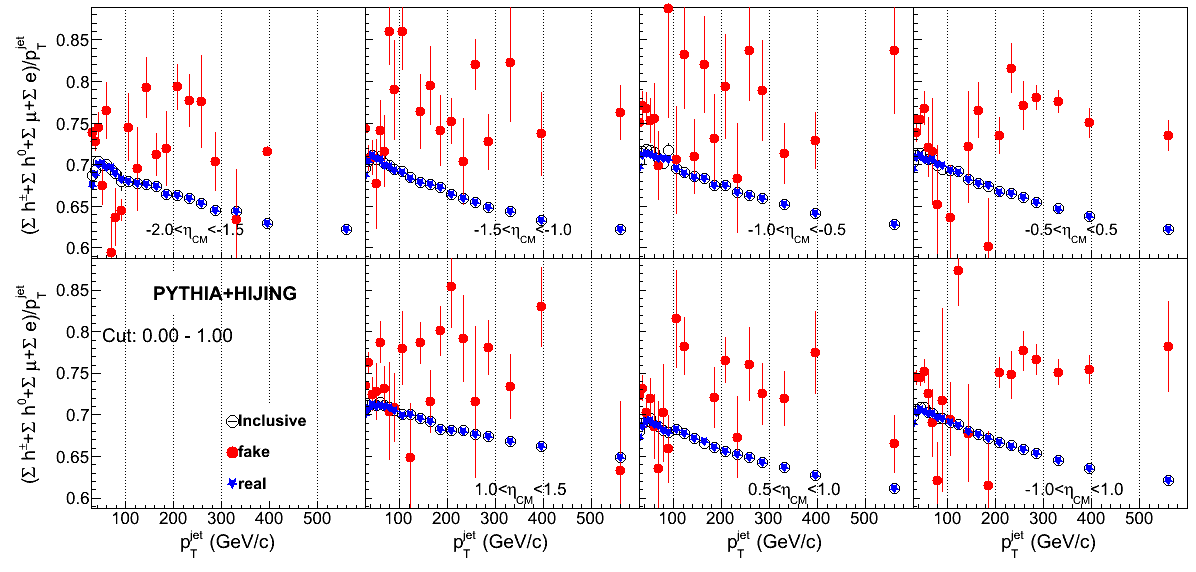 (Σ h±+Σ h0+Σ μ+Σ e)/pTjet
0.85
0.8
0.75
0.7
0.65
0.6
-2.0<ηCM<-1.5
-1.5<ηCM<-1.0
-1.0<ηCM<-0.5
-0.5<ηCM<0.5
(Σ h±+Σ h0+Σ μ+Σ e)/pTjet
0.85
0.8
0.75
0.7
0.65
0.6
PYTHIA+HIJING
Cut: 0.00 - 1.00
Inclusive
fake
real
1.0<ηCM<1.5
0.5<ηCM<1.0
-1.0<ηCM<1.0
100 200 300 400 500
100 200 300 400 500
100 200 300 400 500
100 200 300 400 500
pTjet (GeV/c)
pTjet (GeV/c)
pTjet (GeV/c)
pTjet (GeV/c)